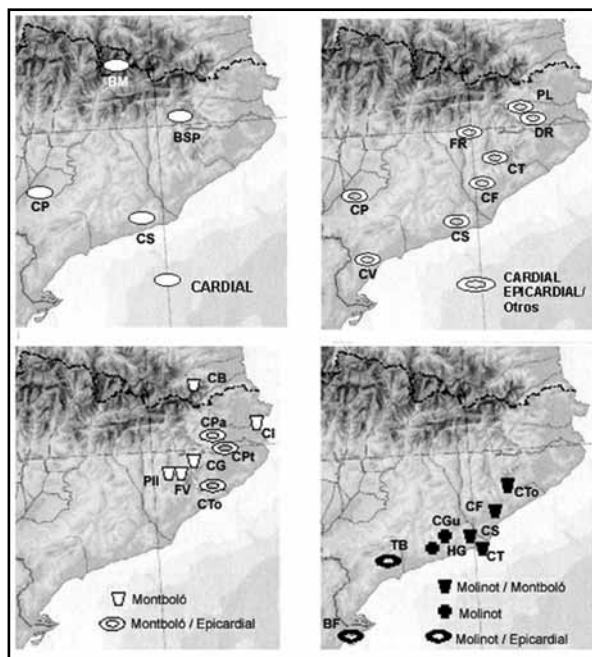 BM
BSP
CP
CS
CARDIAL
PL
DR
FR
CT
CF
CP
CS
CV
CARDIAL
EPICARDIAL/
Otros
CB
CPa
CI
CPt
CG
PII
FV
CTo
Montboló
Montboló / Epicardial
CTo
CF
CGu
CS
TB
HG
CT
Molinot / Montboló
Molinot
BF
Molinot / Epicardial